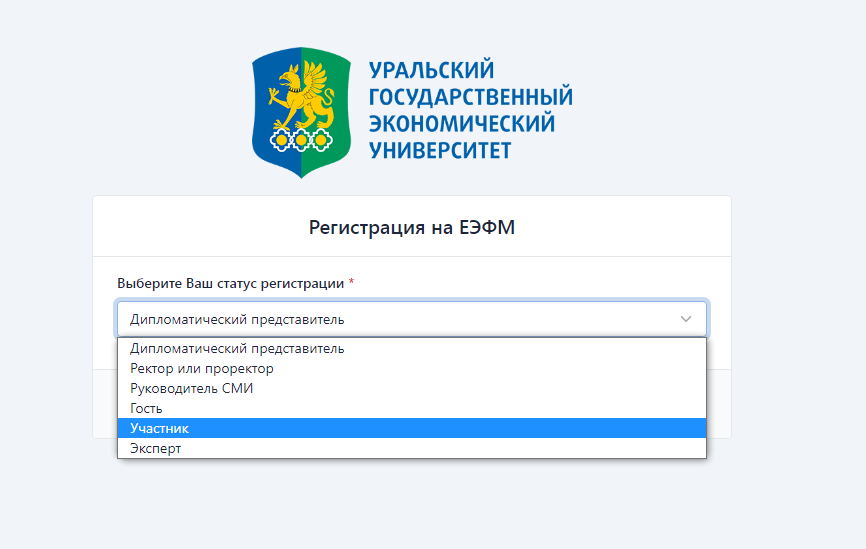 УРАЛЬСКИЙ
ГОСУДАРСТВЕННЫЙ
ЭКОНОМИЧЕСКИЙ
УНИВЕРСИТЕТ
Регистрация на ЕЭФМ
Выберите Ваш статус регистрации *
Дипломатический представитель
Дипломатический представитель
Ректор или проректор
Руководитель СМИ
Гость
Участник
Эксперт